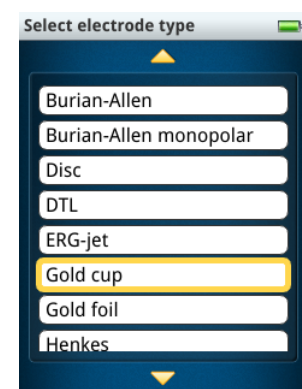 Select electrode type
Burian-Allen
Burian-Allen monopolar
Disc
DTL
ERG-jet
Gold cup
Gold foil
Henkes